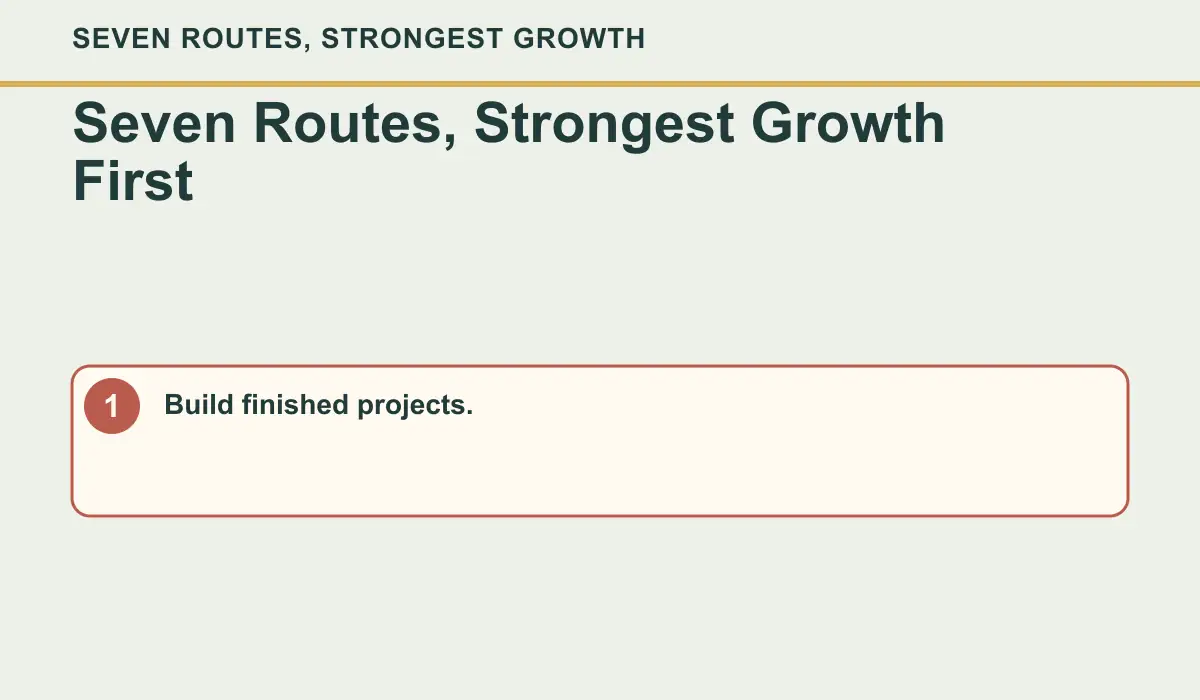 SEVEN ROUTES, STRONGEST GROWTH
Seven Routes, Strongest Growth
First
1 Build finished projects.